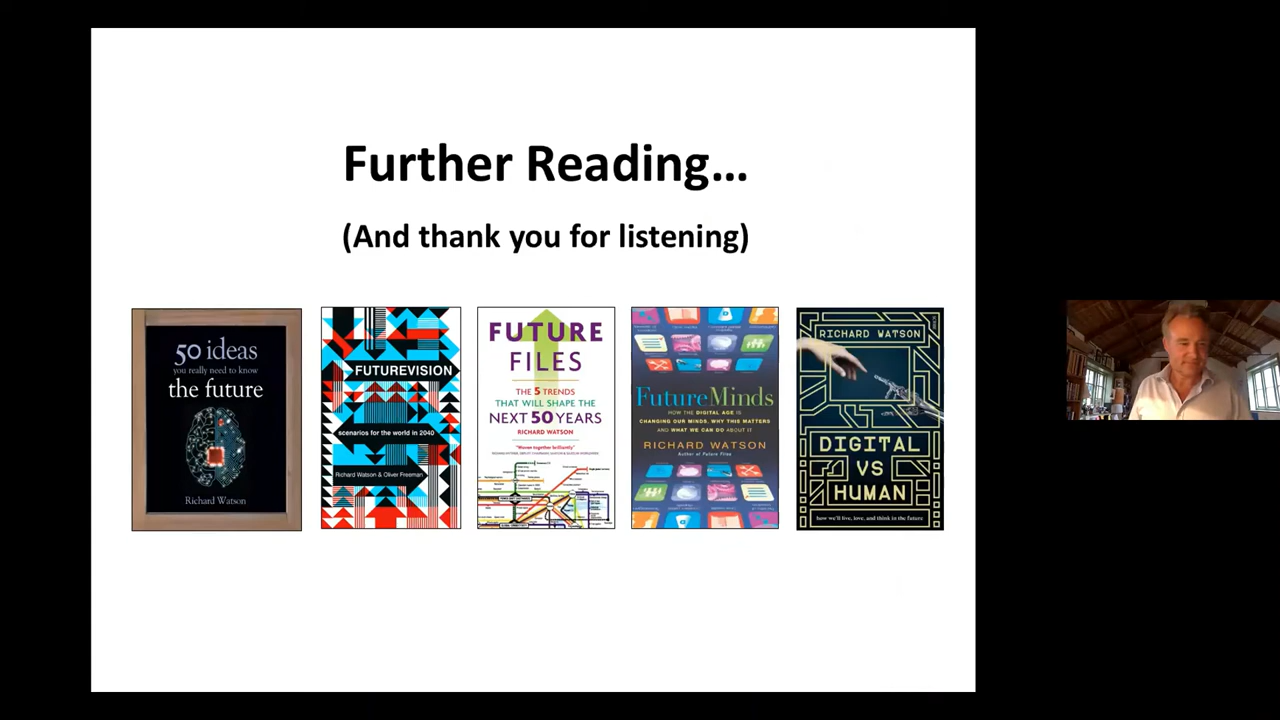 Further Reading…
(And thank you for listening)
50 ideas
you really need to know
the future
Richard Watson
FUTUREVISION
scenarios for the world in 2040
Richard Watson & Oliver Freeman
FUTURE
FILES
THE 5 TRENDS
THAT WILL SHAPE THE
NEXT 50 YEARS
RICHARD WATSON
"Woven together brilliantly"
FutureMinds
HOW THE DIGITAL AGE IS
CHANGING OUR MINDS, WHY THIS MATTERS
AND WHAT WE CAN DO ABOUT IT
RICHARD WATSON
Author of Future Files
RICHARD WATSON
DIGITAL
VS
HUMAN
how we'll live, love, and think in the future